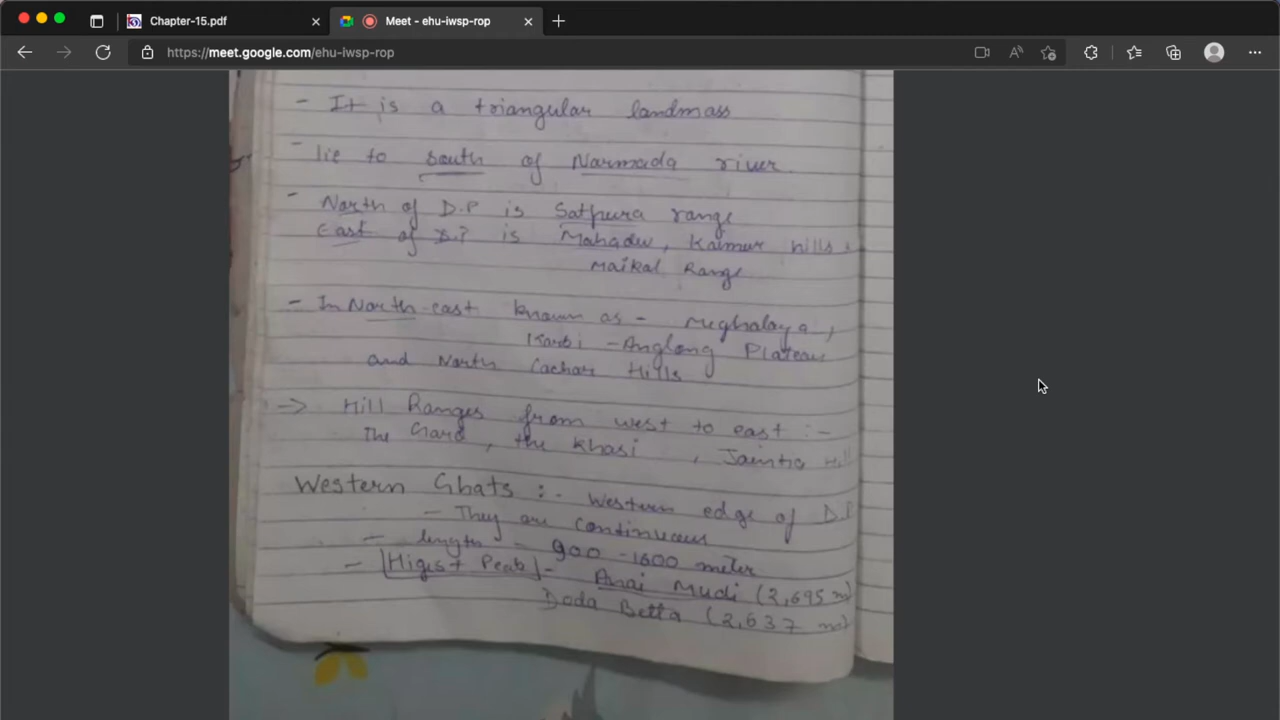 Chapter-15.pdf
Meet - ehu-iwsp-rop
https://meet.google.com/ehu-iwsp-rop
- It is a triangular landmass
- lie to south of Narmada river.
- North of D.P is Satpura range
East of D.P is Mahadev, Kaimur hills &
Maikal Range
- In North-east known as - Meghalaya,
Karbi - Anglong Plateau
and North Cachar Hills
→ Hill Ranges from west to east :-
The Garo, the Khasi, Jaintia Hill
Western Ghats :- Western edge of D.P
- They are continuous
- length - 900 - 1600 meter
- Higest Peak - Anai Mudi (2,695 m)
Doda Betta (2,637 m)